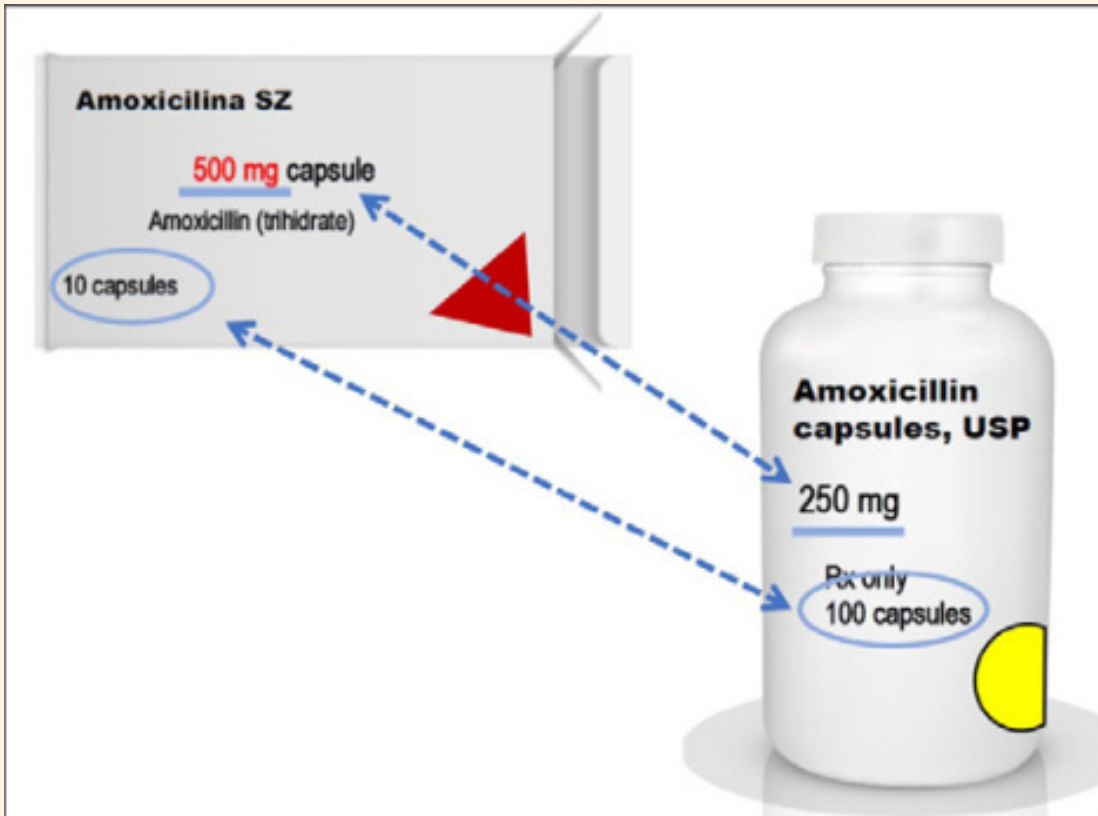 Amoxicilina SZ
500 mg capsule
Amoxicillin (trihidrate)
10 capsules
Amoxicillin
capsules, USP
250 mg
Rx only
100 capsules